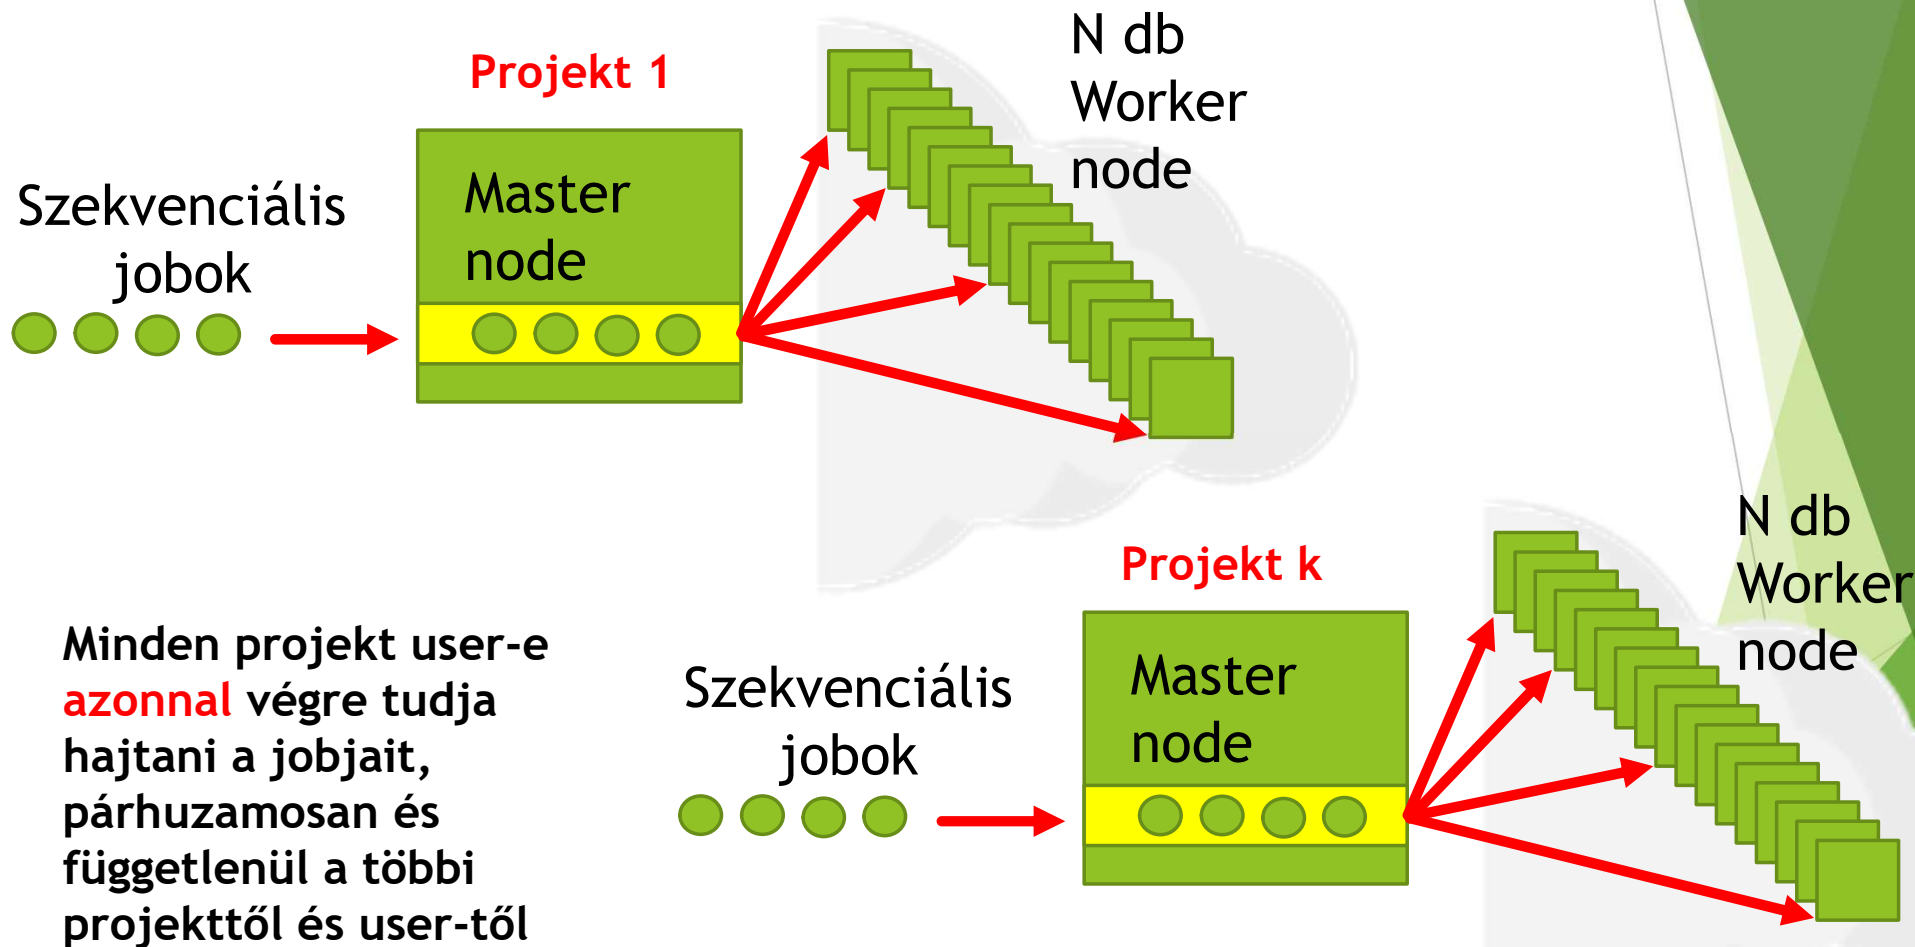 Projekt 1
N db
Worker
node
Szekvenciális
jobok
Master
node
Projekt k
N db
Worker
node
Szekvenciális
jobok
Master
node
Minden projekt user-e
azonnal végre tudja
hajtani a jobjait,
párhuzamosan és
függetlenül a többi
projekttől és user-től